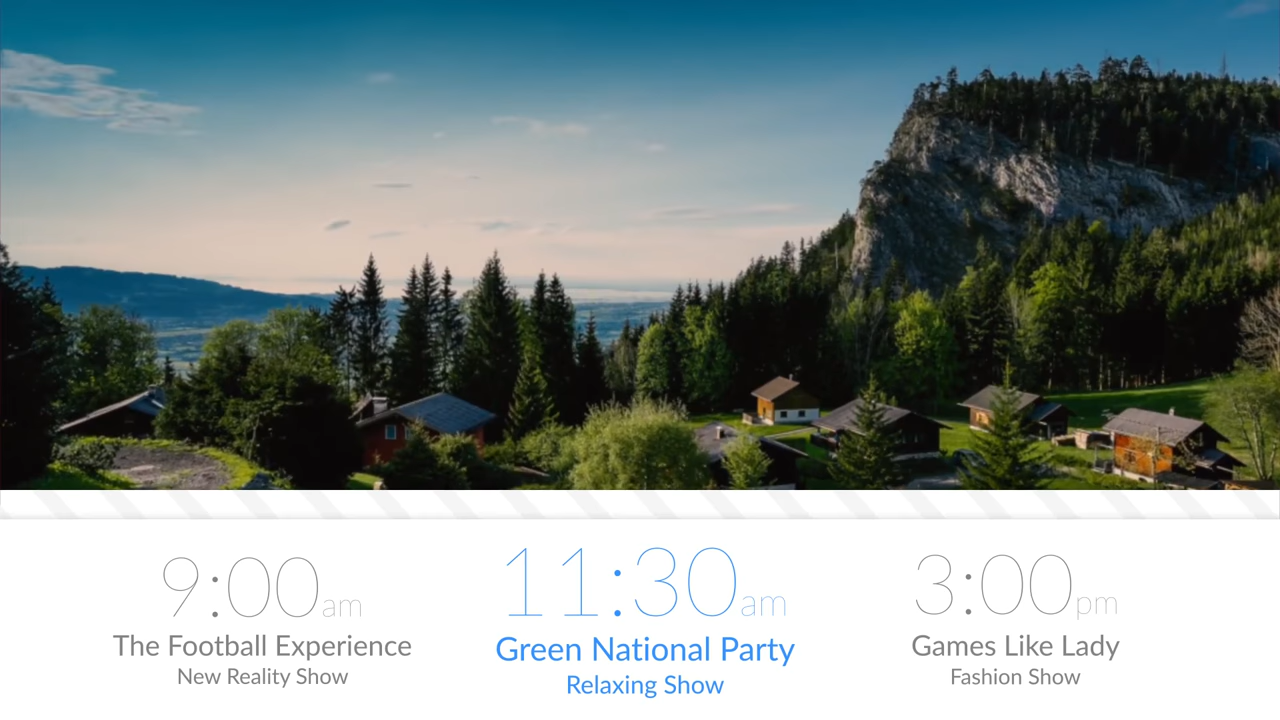 9:00am
The Football Experience
New Reality Show
11:30am
Green National Party
Relaxing Show
3:00pm
Games Like Lady
Fashion Show